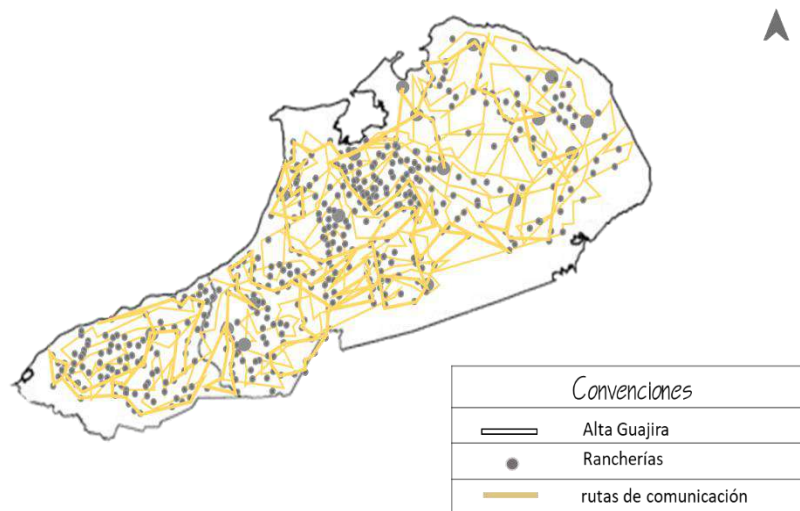 Convenciones
Alta Guajira
Rancherías
rutas de comunicación